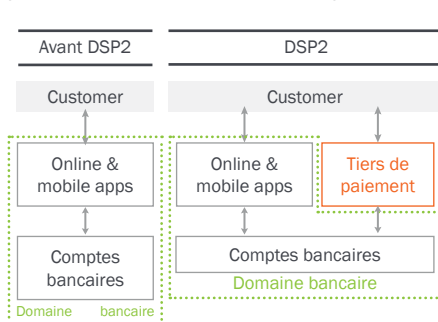 Avant DSP2
DSP2
Customer
Customer
Online &
mobile apps
Online &
mobile apps
Tiers de
paiement
Comptes
bancaires
Comptes bancaires
Domaine bancaire
Domaine bancaire